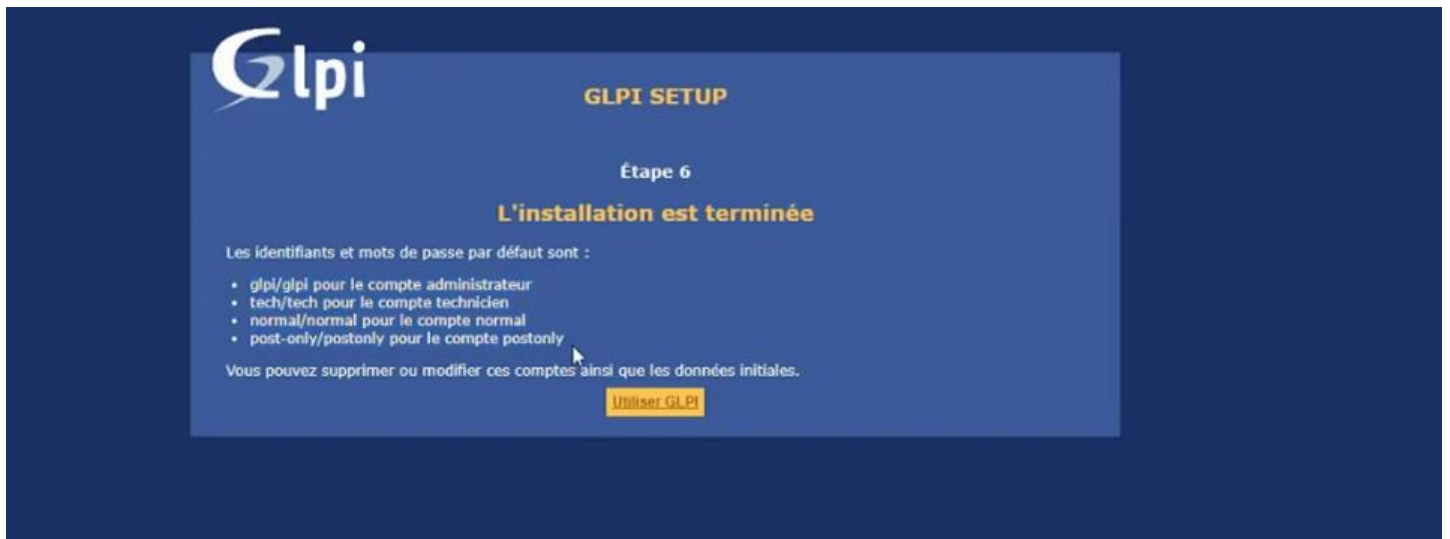 Glpi
GLPI SETUP
Étape 6
L'installation est terminée
Les identifiants et mots de passe par défaut sont :
• glpi/glpi pour le compte administrateur
• tech/tech pour le compte technicien
• normal/normal pour le compte normal
• post-only/postonly pour le compte postonly
Vous pouvez supprimer ou modifier ces comptes ainsi que les données initiales.
Utiliser GLPI